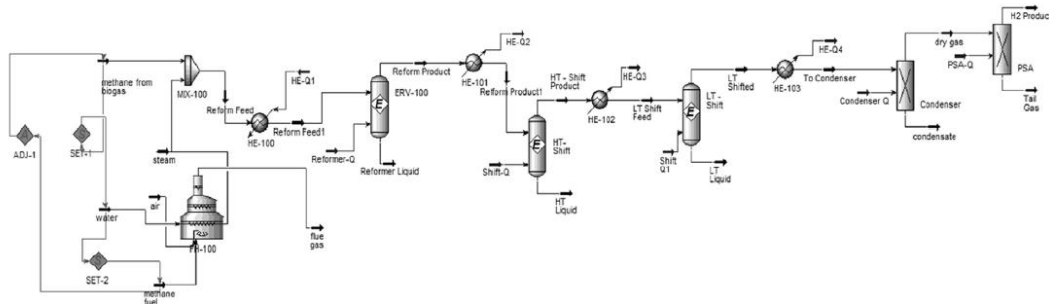 H2 Produc
HE-Q2
HE-Q4
dry gas
methane from
biogas
MIX-100
HE-Q1
Reform Product
HE-101
ERV-100
Reform Product1
HT - Shift
Product
HE-Q3
LT
Shifted
HE-103
To Condenser
PSA-Q
PSA
Reform Feed
HE-100
Reform Feed1
HE-102
LT Shift
Feed
LT -
Shift
Condenser Q
Condenser
Tail
Gas
ADJ-1
SET-1
steam
Reformer-Q
Reformer Liquid
HT-
Shift
Shift-Q
HT
Liquid
Shift
Q1
LT
Liquid
condensate
air
water
FH-100
flue
gas
SET-2
methane
fuel
A
S
S
E
E
E